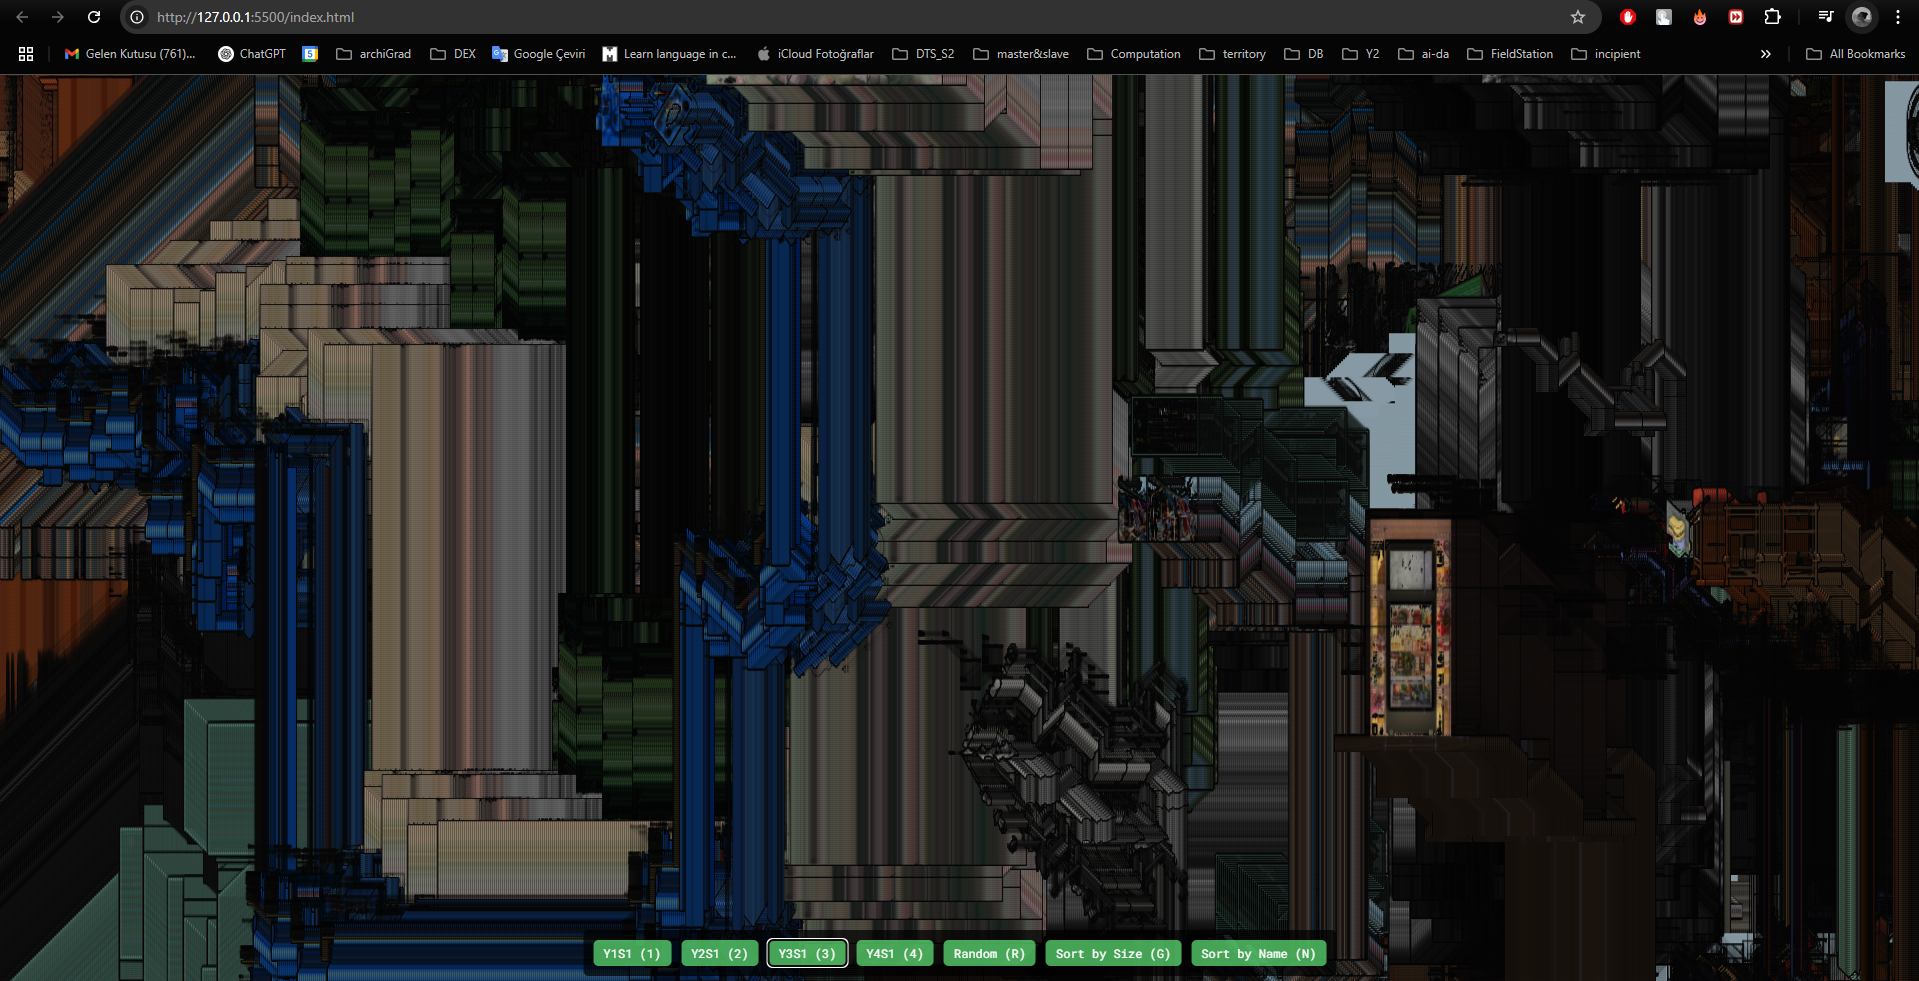 http://127.0.0.1:5500/index.html
Gelen Kutusu (761)... ChatGPT 5 archiGrad DEX Google Çeviri Learn language in c... iCloud Fotoğraflar DTS_S2 master&slave Computation territory DB Y2 ai-da FieldStation incipient » All Bookmarks
Y1S1 (1) Y2S1 (2) Y3S1 (3) Y4S1 (4) Random (R) Sort by Size (G) Sort by Name (N)